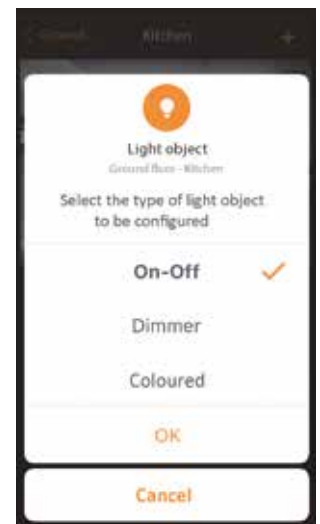 Kitchen
Light object
Ground floor - Kitchen
Select the type of light object
to be configured
On-Off
Dimmer
Coloured
OK
Cancel